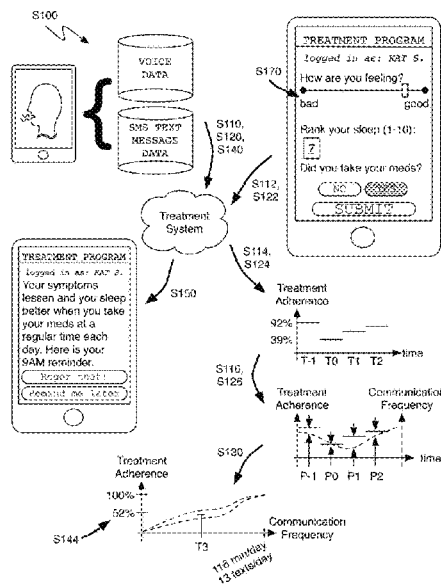 S100
VOICE
DATA
SMS TEXT
MESSAGE
DATA
S110,
S120,
S140
TREATMENT PROGRAM
logged in as: KAT S.
S170
How are you feeling?
bad
good
Rank your sleep (1-10):
7
Did you take your meds?
NO
SUBMIT
S112,
S122
Treatment
System
S150
S114,
S124
TREATMENT PROGRAM
logged in as: KAT S.
Your symptoms
lessen and you sleep
better when you take
your meds at a
regular time each
day. Here is your
9AM reminder.
Roger that!
Remind me later
Treatment
Adherence
92%
39%
T-1 T0 T1 T2
time
S116,
S126
Treatment
Adherence
Communication
Frequency
time
P-1 P0 P1 P2
S130
Treatment
Adherence
100%
52%
S144
T3
Communication
Frequency
116 min/day
13 texts/day